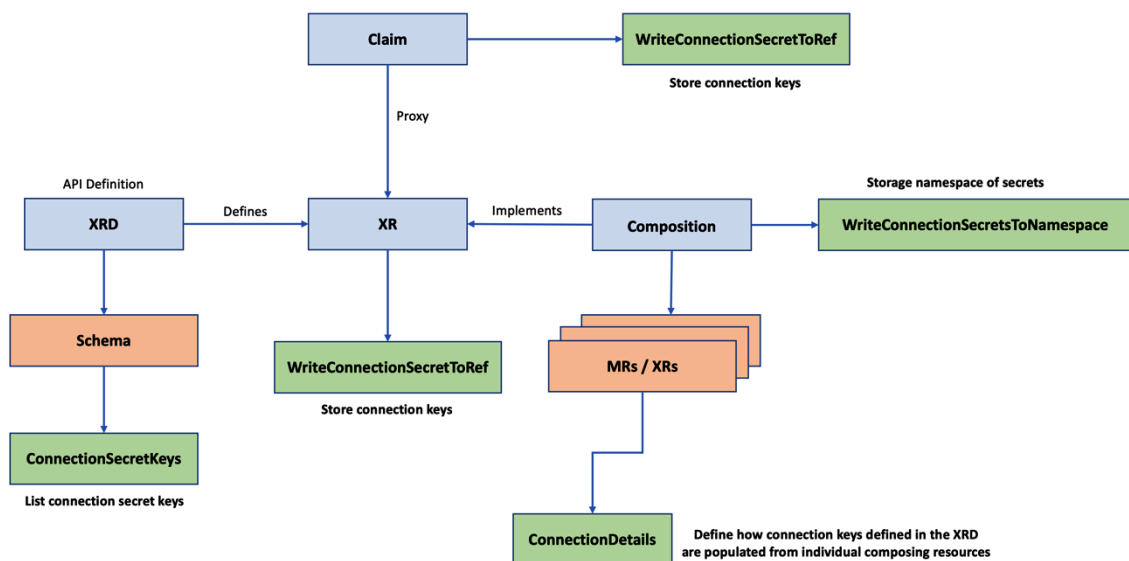 Claim
WriteConnectionSecretToRef
Store connection keys
Proxy
API Definition
Storage namespace of secrets
XRD
Defines
XR
Implements
Composition
WriteConnectionSecretsToNamespace
Schema
WriteConnectionSecretToRef
MRs / XRs
Store connection keys
ConnectionSecretKeys
List connection secret keys
ConnectionDetails
Define how connection keys defined in the XRD
are populated from individual composing resources